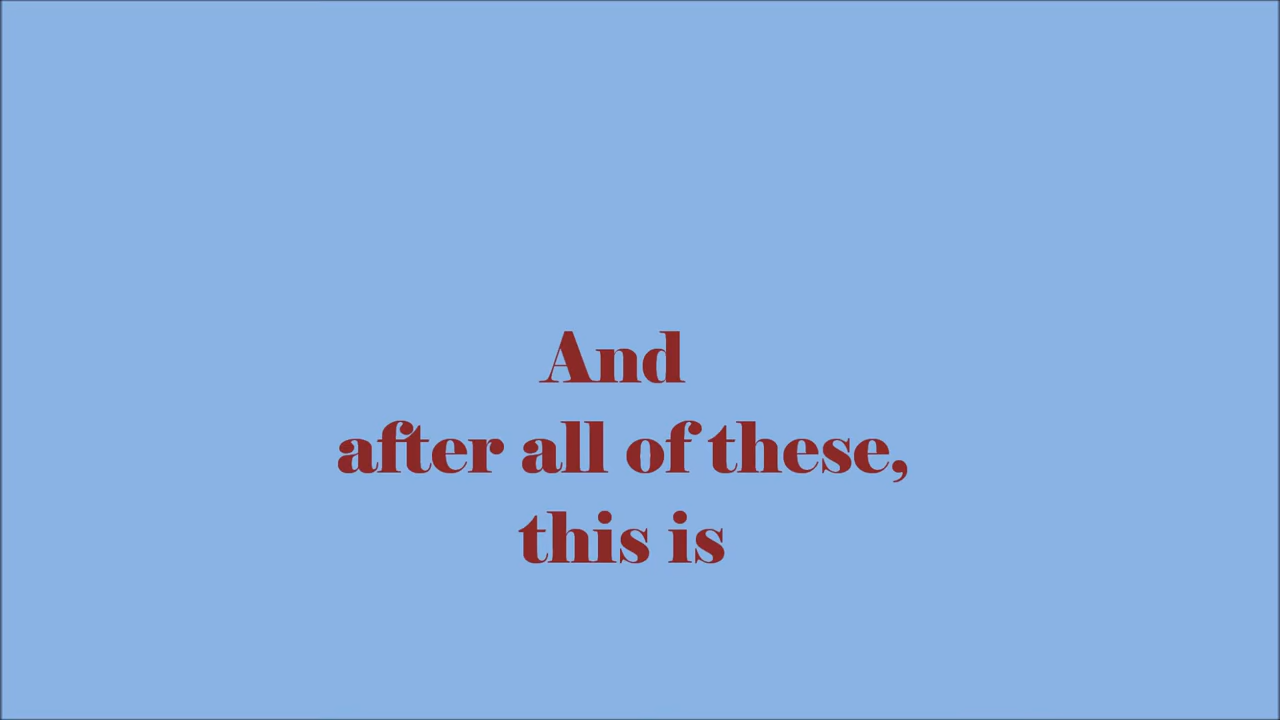 And
after all of these,
this is